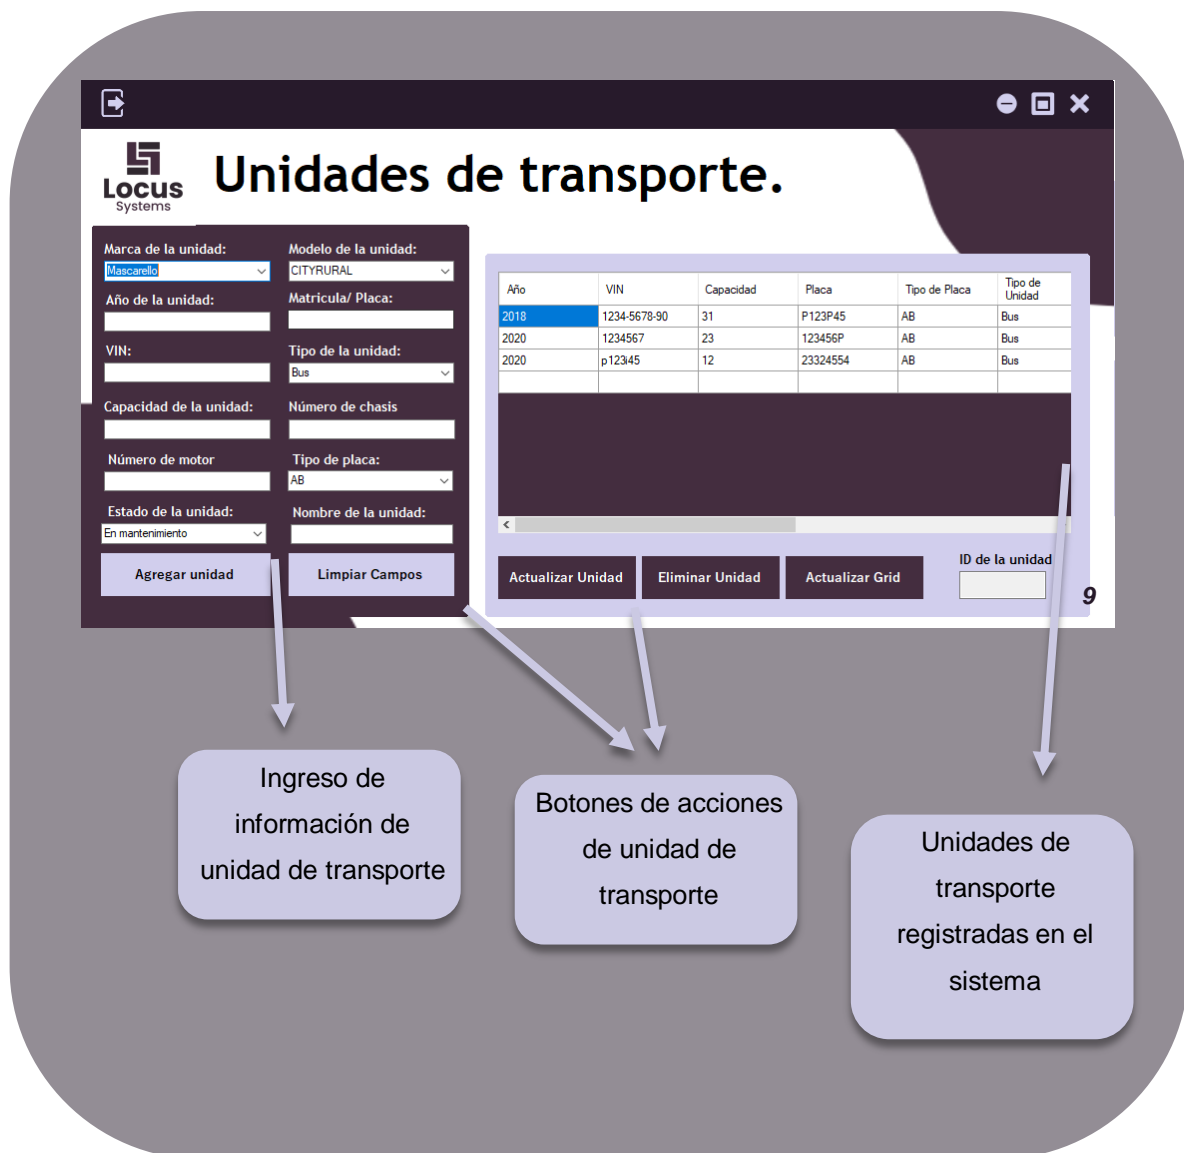 Locus
Systems
Unidades de transporte.
Marca de la unidad:
Modelo de la unidad:
Mascarello
CITYRURAL
Año de la unidad:
Matricula/ Placa:
VIN:
Tipo de la unidad:
Bus
Capacidad de la unidad:
Número de chasis
Número de motor
Tipo de placa:
AB
Estado de la unidad:
Nombre de la unidad:
En mantenimiento
Agregar unidad
Limpiar Campos
Año VIN Capacidad Placa Tipo de Placa Tipo de Unidad
2018 1234-5678-90 31 P123P45 AB Bus
2020 1234567 23 123456P AB Bus
2020 p123i45 12 23324554 AB Bus
Actualizar Unidad
Eliminar Unidad
Actualizar Grid
ID de la unidad
9
Ingreso de
información de
unidad de transporte
Botones de acciones
de unidad de
transporte
Unidades de
transporte
registradas en el
sistema